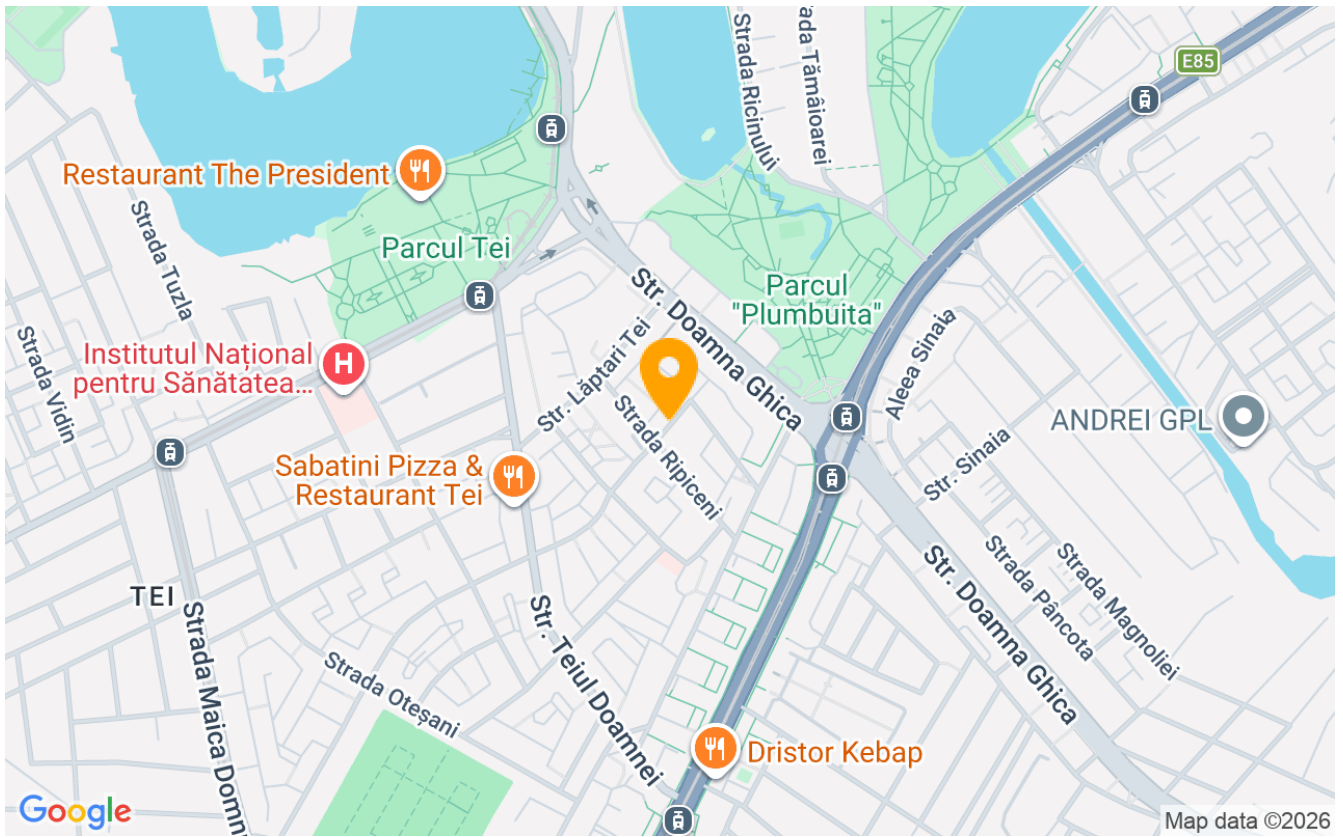 Strada Ricinului
ada Tămâioarei
E85
Restaurant The President
Strada Tuzla
Parcul Tei
Parcul
"Plumbuita"
Str. Doamna Ghica
Strada Vidin
Institutul Național
pentru Sănătatea...
Str. Lăptari Tei
Aleea Sinaia
ANDREI GPL
Strada Ripiceni
Sabatini Pizza &
Restaurant Tei
Str. Sinaia
TEI
Strada Maica Domn
Str. Teiul Doamnei
Str. Doamna Ghica
Strada Pâncota
Strada Magnoliei
Strada Oteșani
Dristor Kebap
Google
Map data ©2026